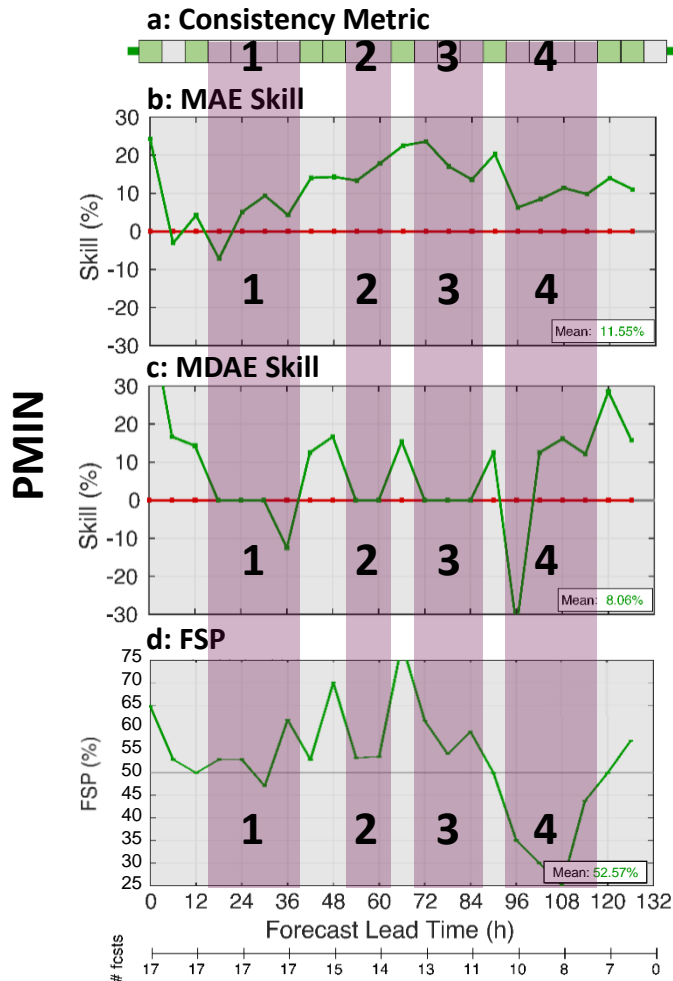 a: Consistency Metric
1 2 3 4
b: MAE Skill
30
20
10
0
-10
-20
-30
Skill (%)
1 2 3 4
Mean: 11.55%
c: MDAE Skill
30
20
10
0
-10
-20
-30
Skill (%)
1 2 3 4
Mean: 8.06%
PMIN
d: FSP
75
65
60
55
50
45
40
35
30
25
FSP (%)
1 2 3 4
Mean: 52.57%
0 12 24 36 48 60 72 84 96 108 120 132
Forecast Lead Time (h)
# fcsts
17 17 17 17 15 14 13 11 10 8 7 0